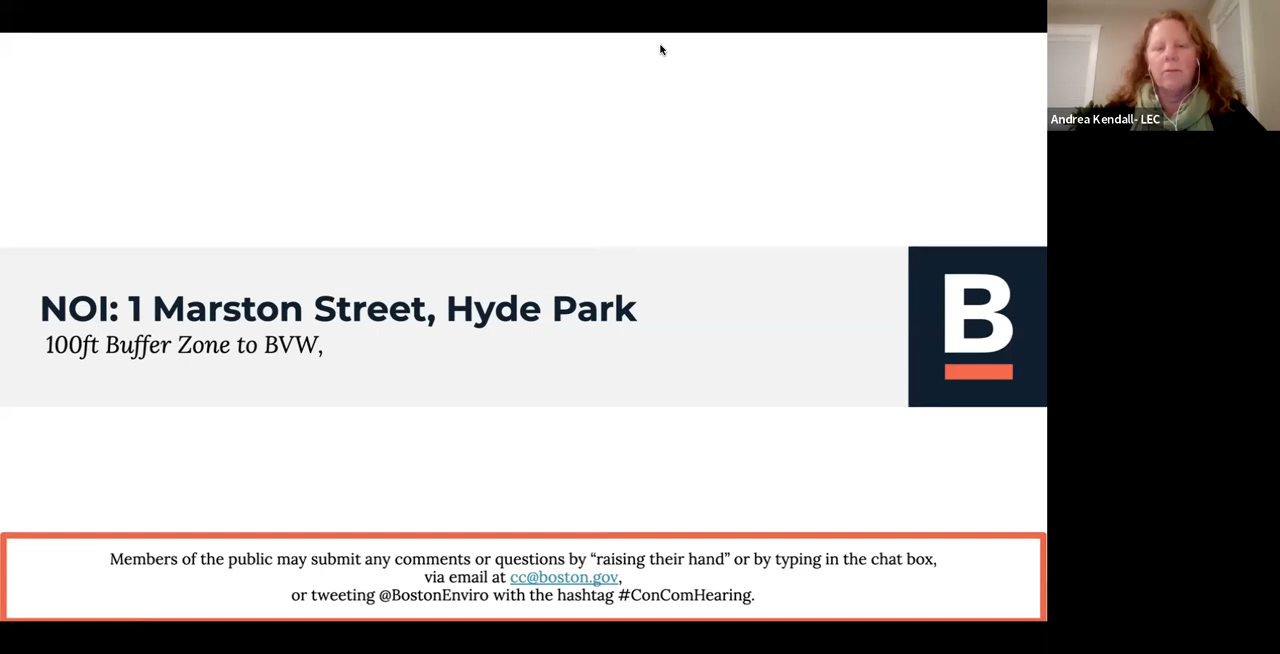 Andrea Kendall- LEC
NOI: 1 Marston Street, Hyde Park
100ft Buffer Zone to BVW,
B
Members of the public may submit any comments or questions by “raising their hand” or by typing in the chat box,
via email at cc@boston.gov,
or tweeting @BostonEnviro with the hashtag #ConComHearing.